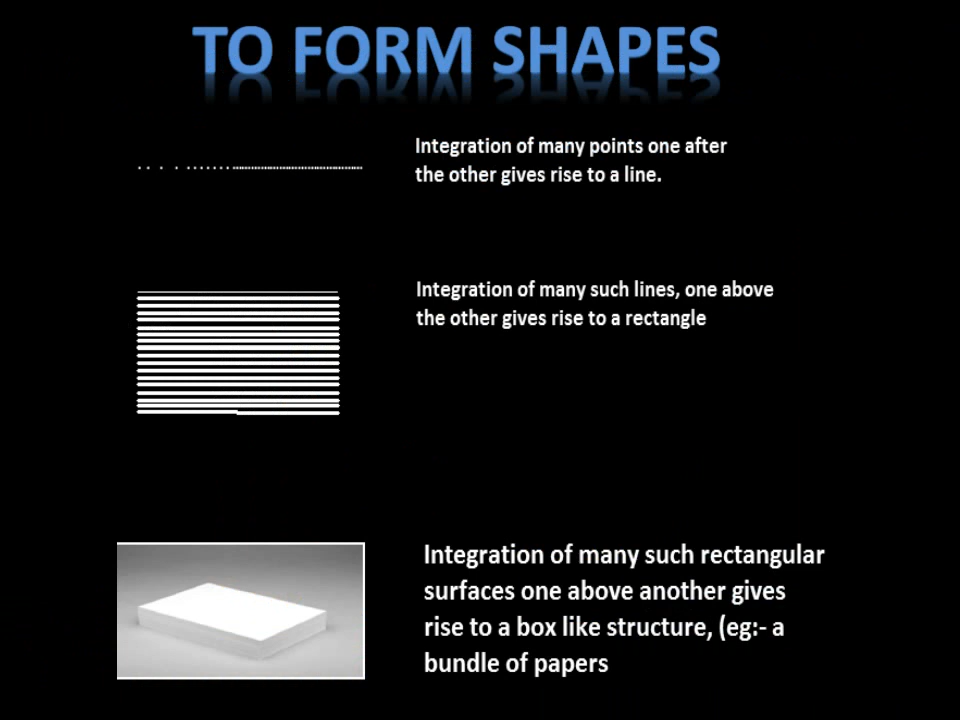 TO FORM SHAPES
Integration of many points one after
the other gives rise to a line.
Integration of many such lines, one above
the other gives rise to a rectangle
Integration of many such rectangular
surfaces one above another gives
rise to a box like structure, (eg:- a
bundle of papers